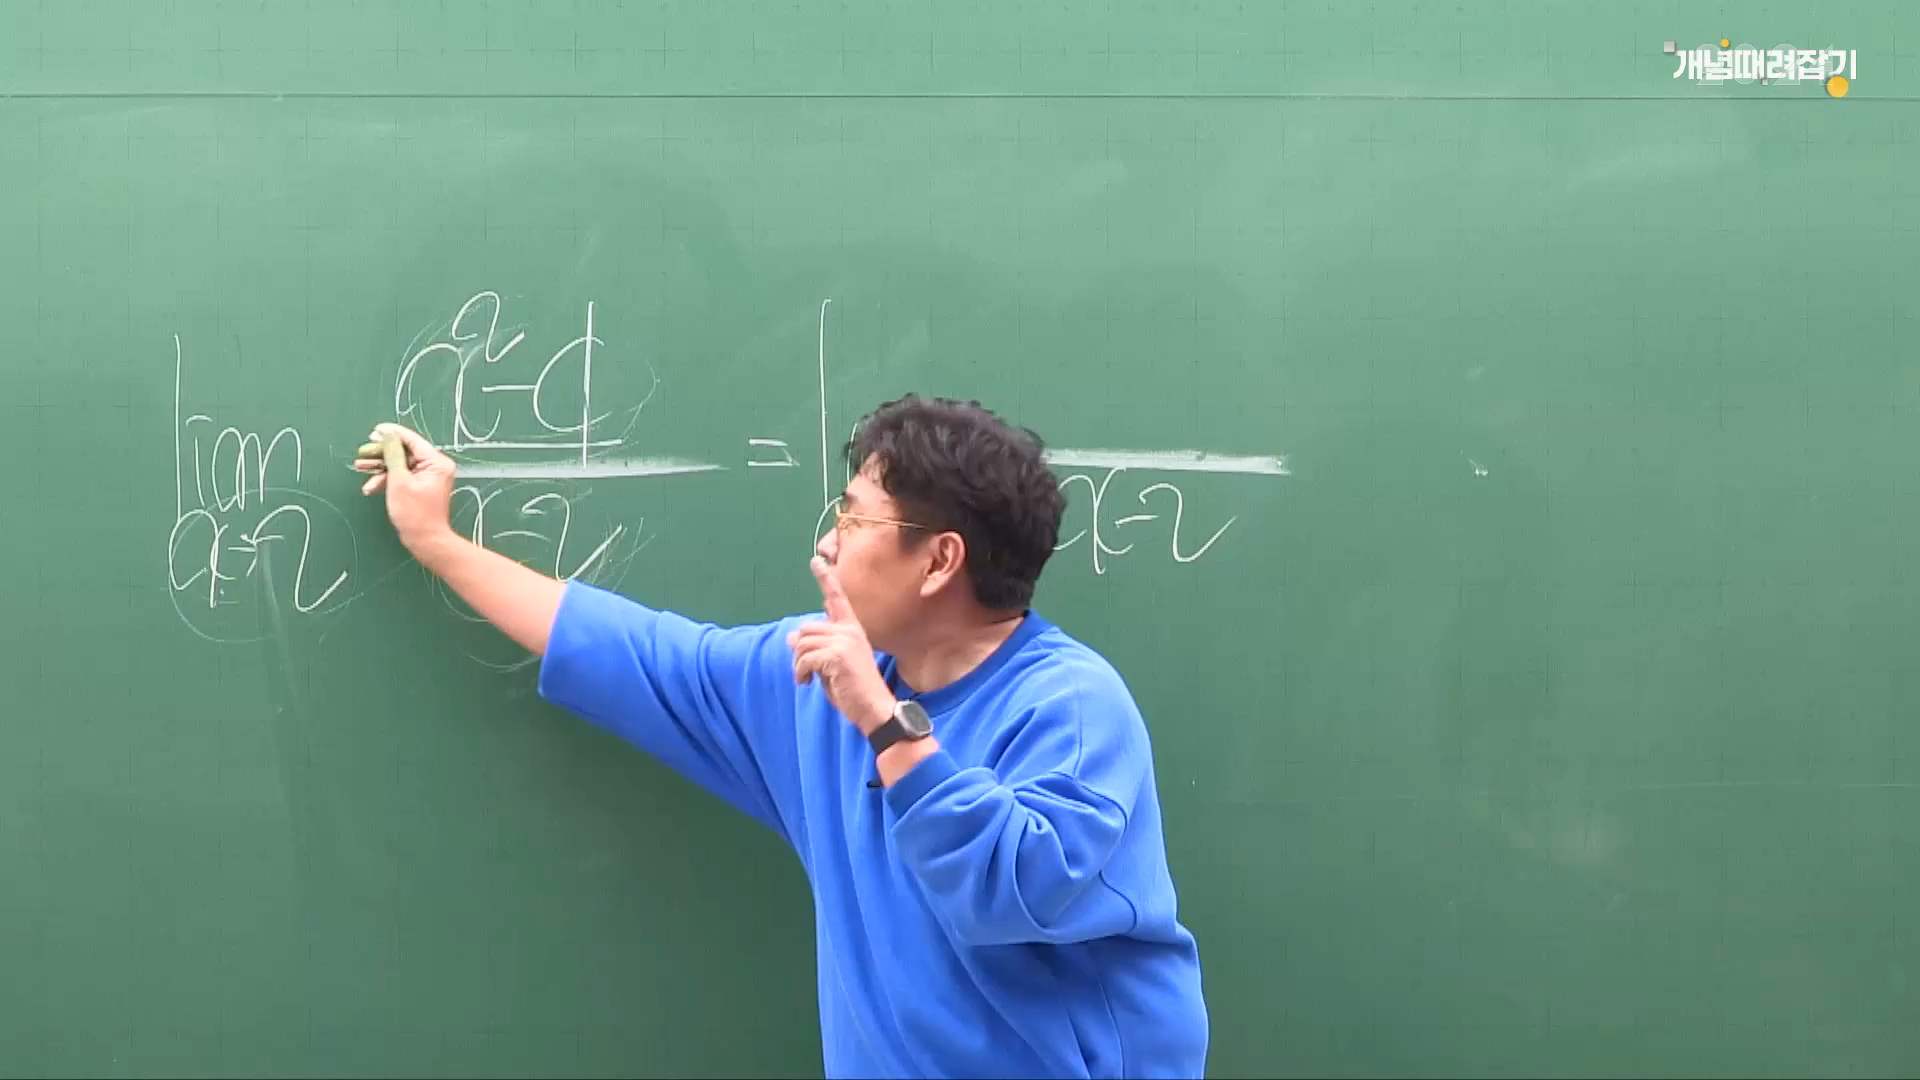 개념때려잡기
lim x→2 x²-4 / x-2 = l / x-2